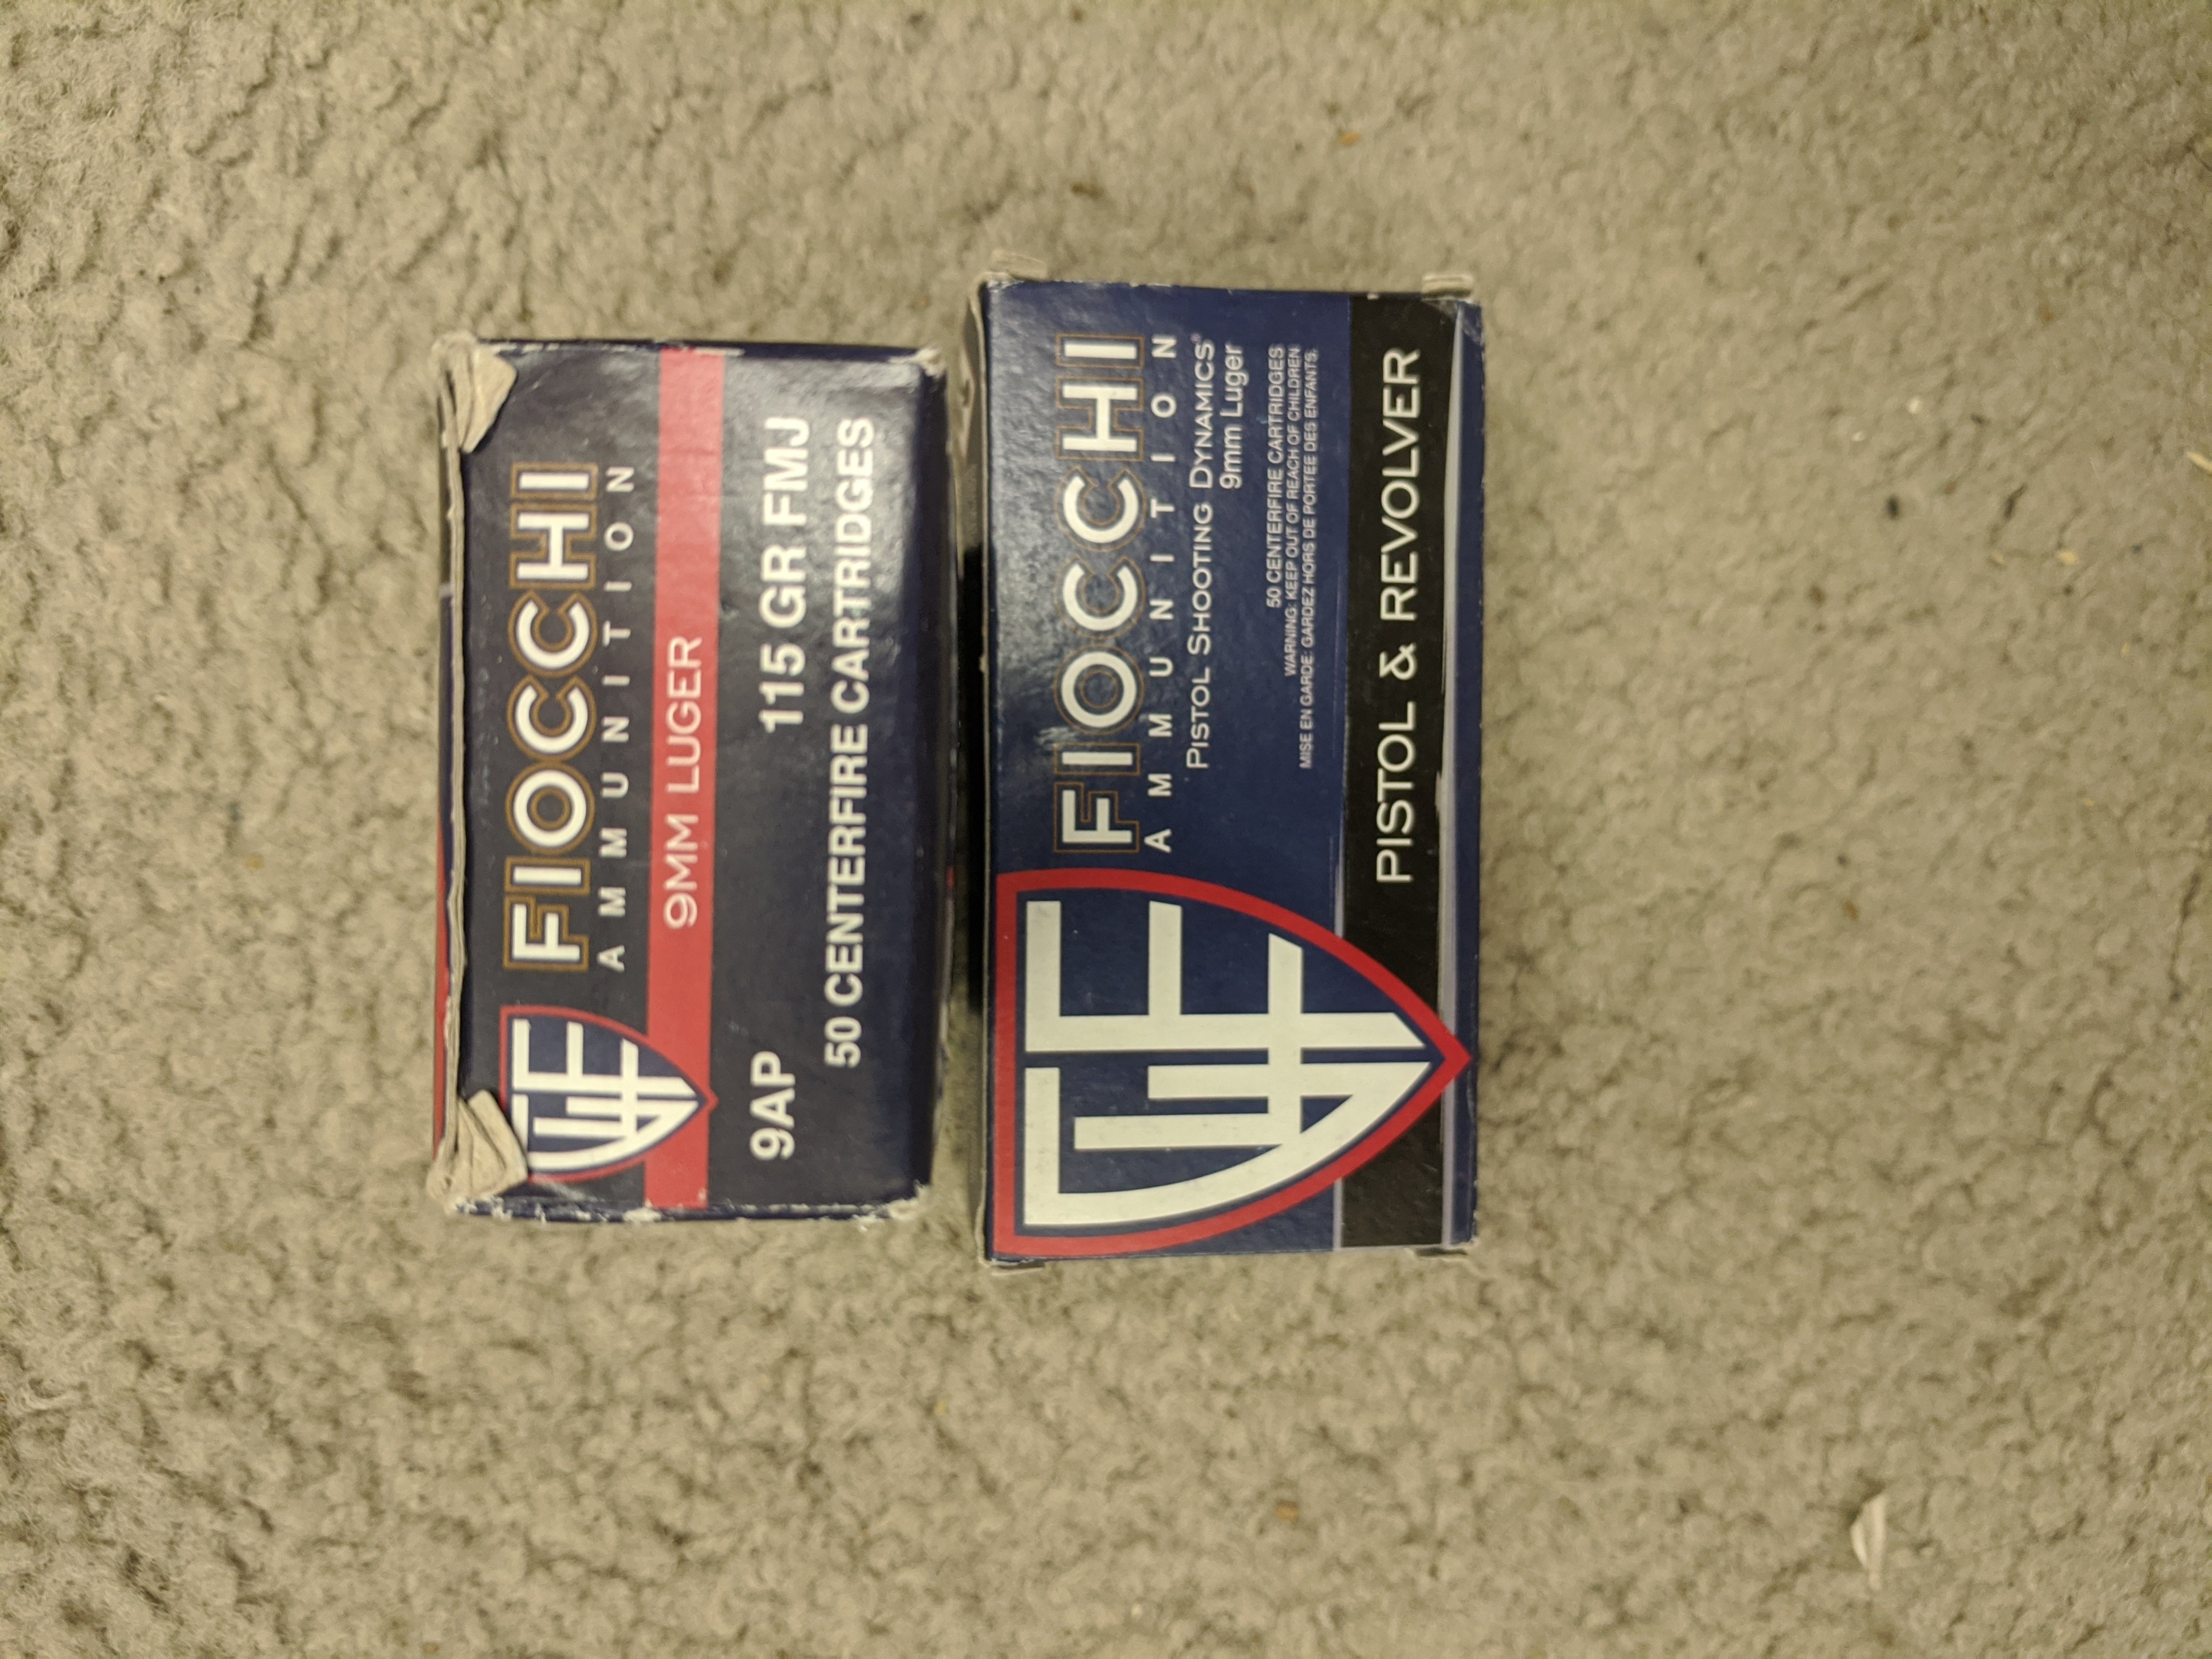 FIOCCHI
AMMUNITION
9MM LUGER
9AP 115 GR FMJ
50 CENTERFIRE CARTRIDGES
GFL
FIOCCHI
AMMUNITION
PISTOL SHOOTING DYNAMICS®
9mm Luger
50 CENTERFIRE CARTRIDGES
WARNING: KEEP OUT OF REACH OF CHILDREN
MISE EN GARDE: GARDEZ HORS DE PORTEE DES ENFANTS.
PISTOL & REVOLVER
GFL